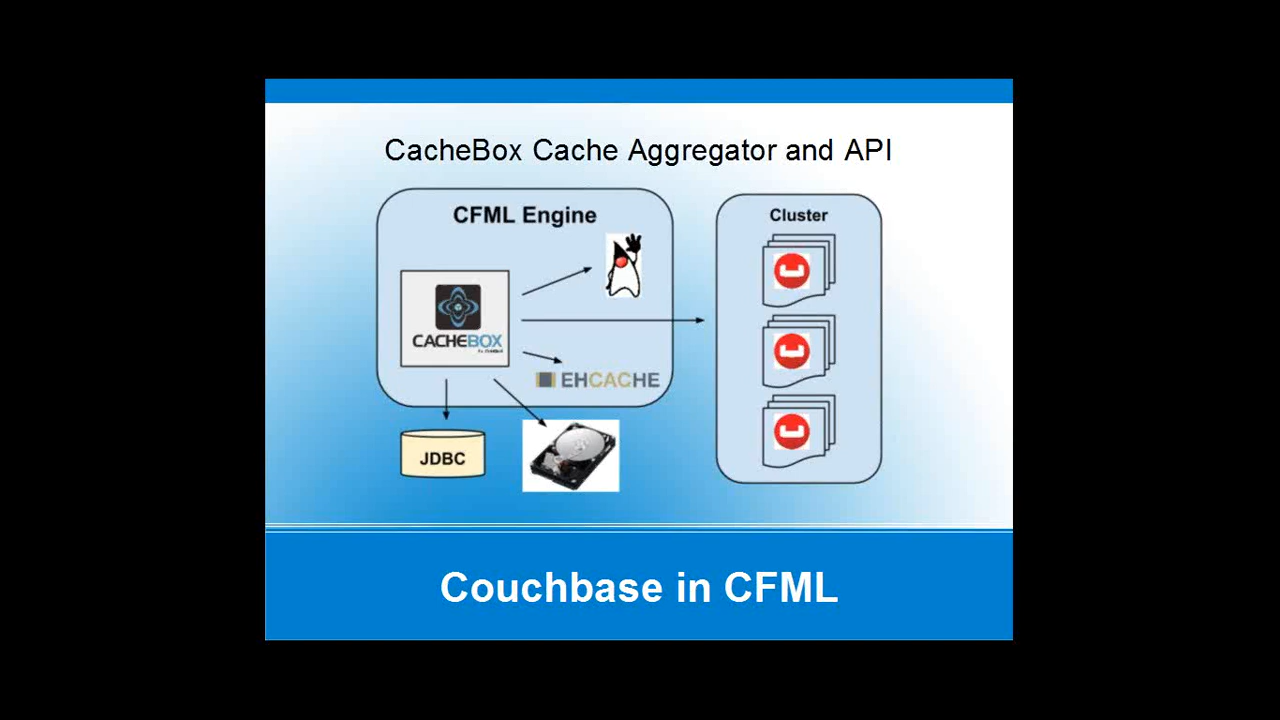 CacheBox Cache Aggregator and API
CFML Engine
CACHEBOX
EHCACHE
JDBC
Cluster
Couchbase in CFML